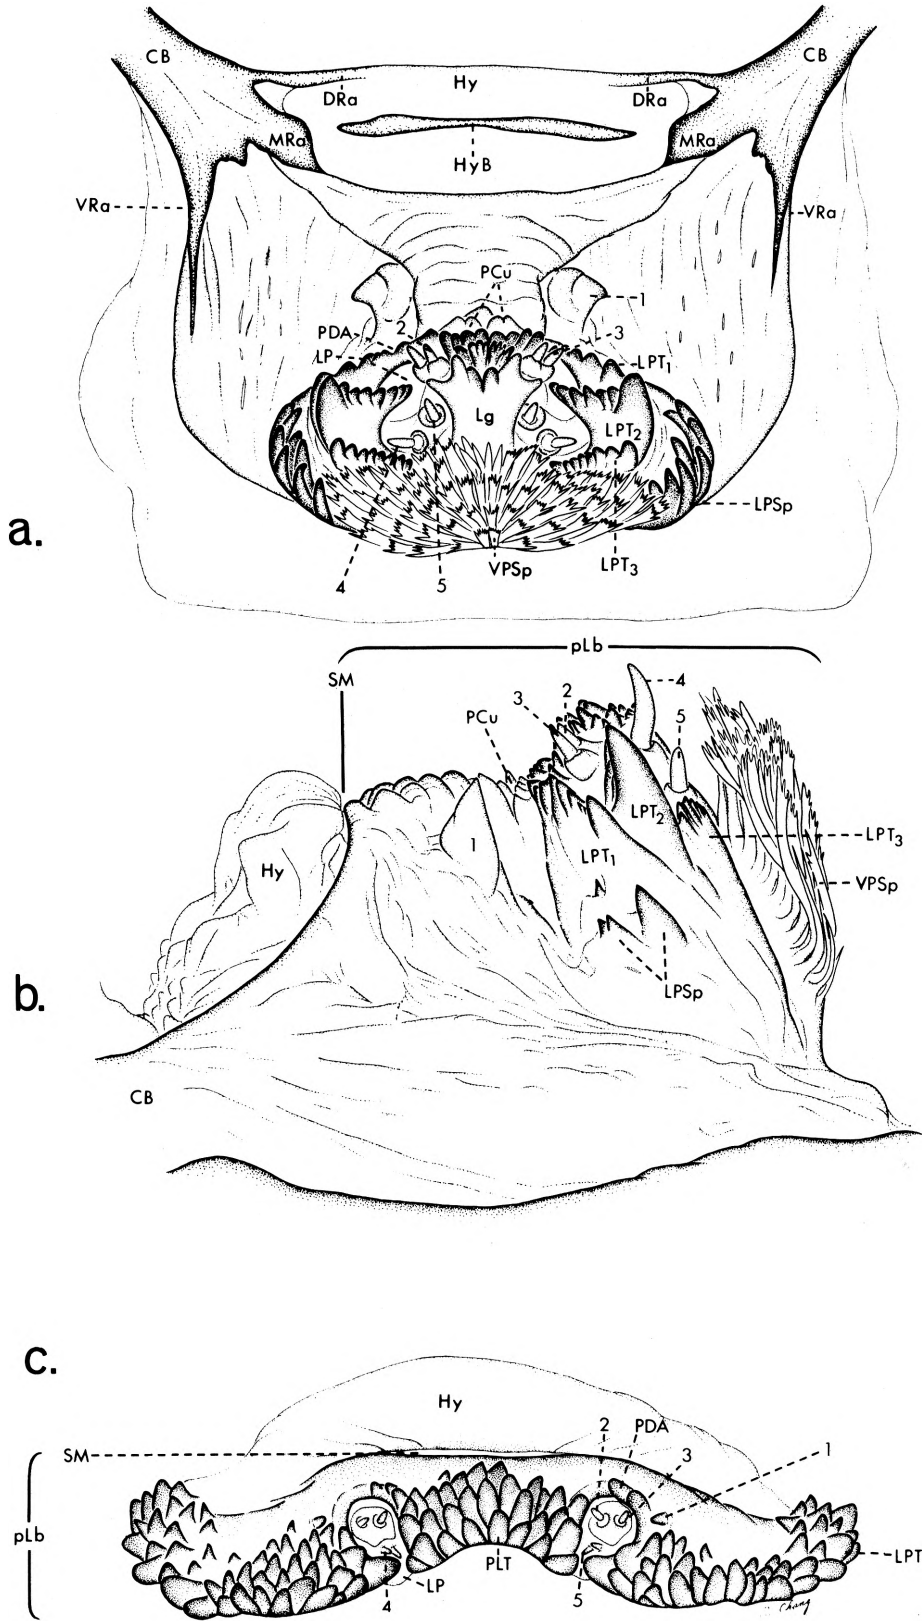 CB Hy CB
DRa DRa
MRa MRa
HyB
VRa VRa
PCu
1
PDA 2 3
LP LPT1
Lg LPT2
LPSp
a.
4 5 VPSp LPT3
pLb
SM
4
3 2 5
PCu
LPT2
LPT3
1 LPT1
Hy VPSp
LPSp
b.
CB
c.
Hy
2 PDA
SM 3 1
pLb
PLT LPT
4 LP 5
Chang